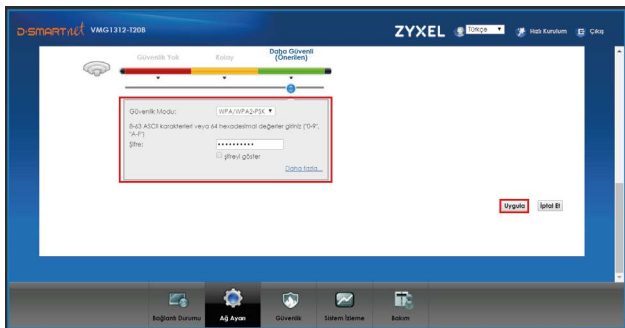 D-SMARTnet VMG1312-T20B ZYXEL Türkçe Hızlı Kurulum Çıkış
Güvenlik Yok Kolay Daha Güvenli
(Önerilen)
Güvenlik Modu: WPA/WPA2-PSK
8-63 ASCII karakterleri veya 64 hexadesimal değerler giriniz ("0-9",
"A-F")
Şifre: ••••••••••
şifreyi göster
Daha fazla...
Uygula İptal Et
Bağlantı Durumu Ağ Ayarı Güvenlik Sistem İzleme Bakım